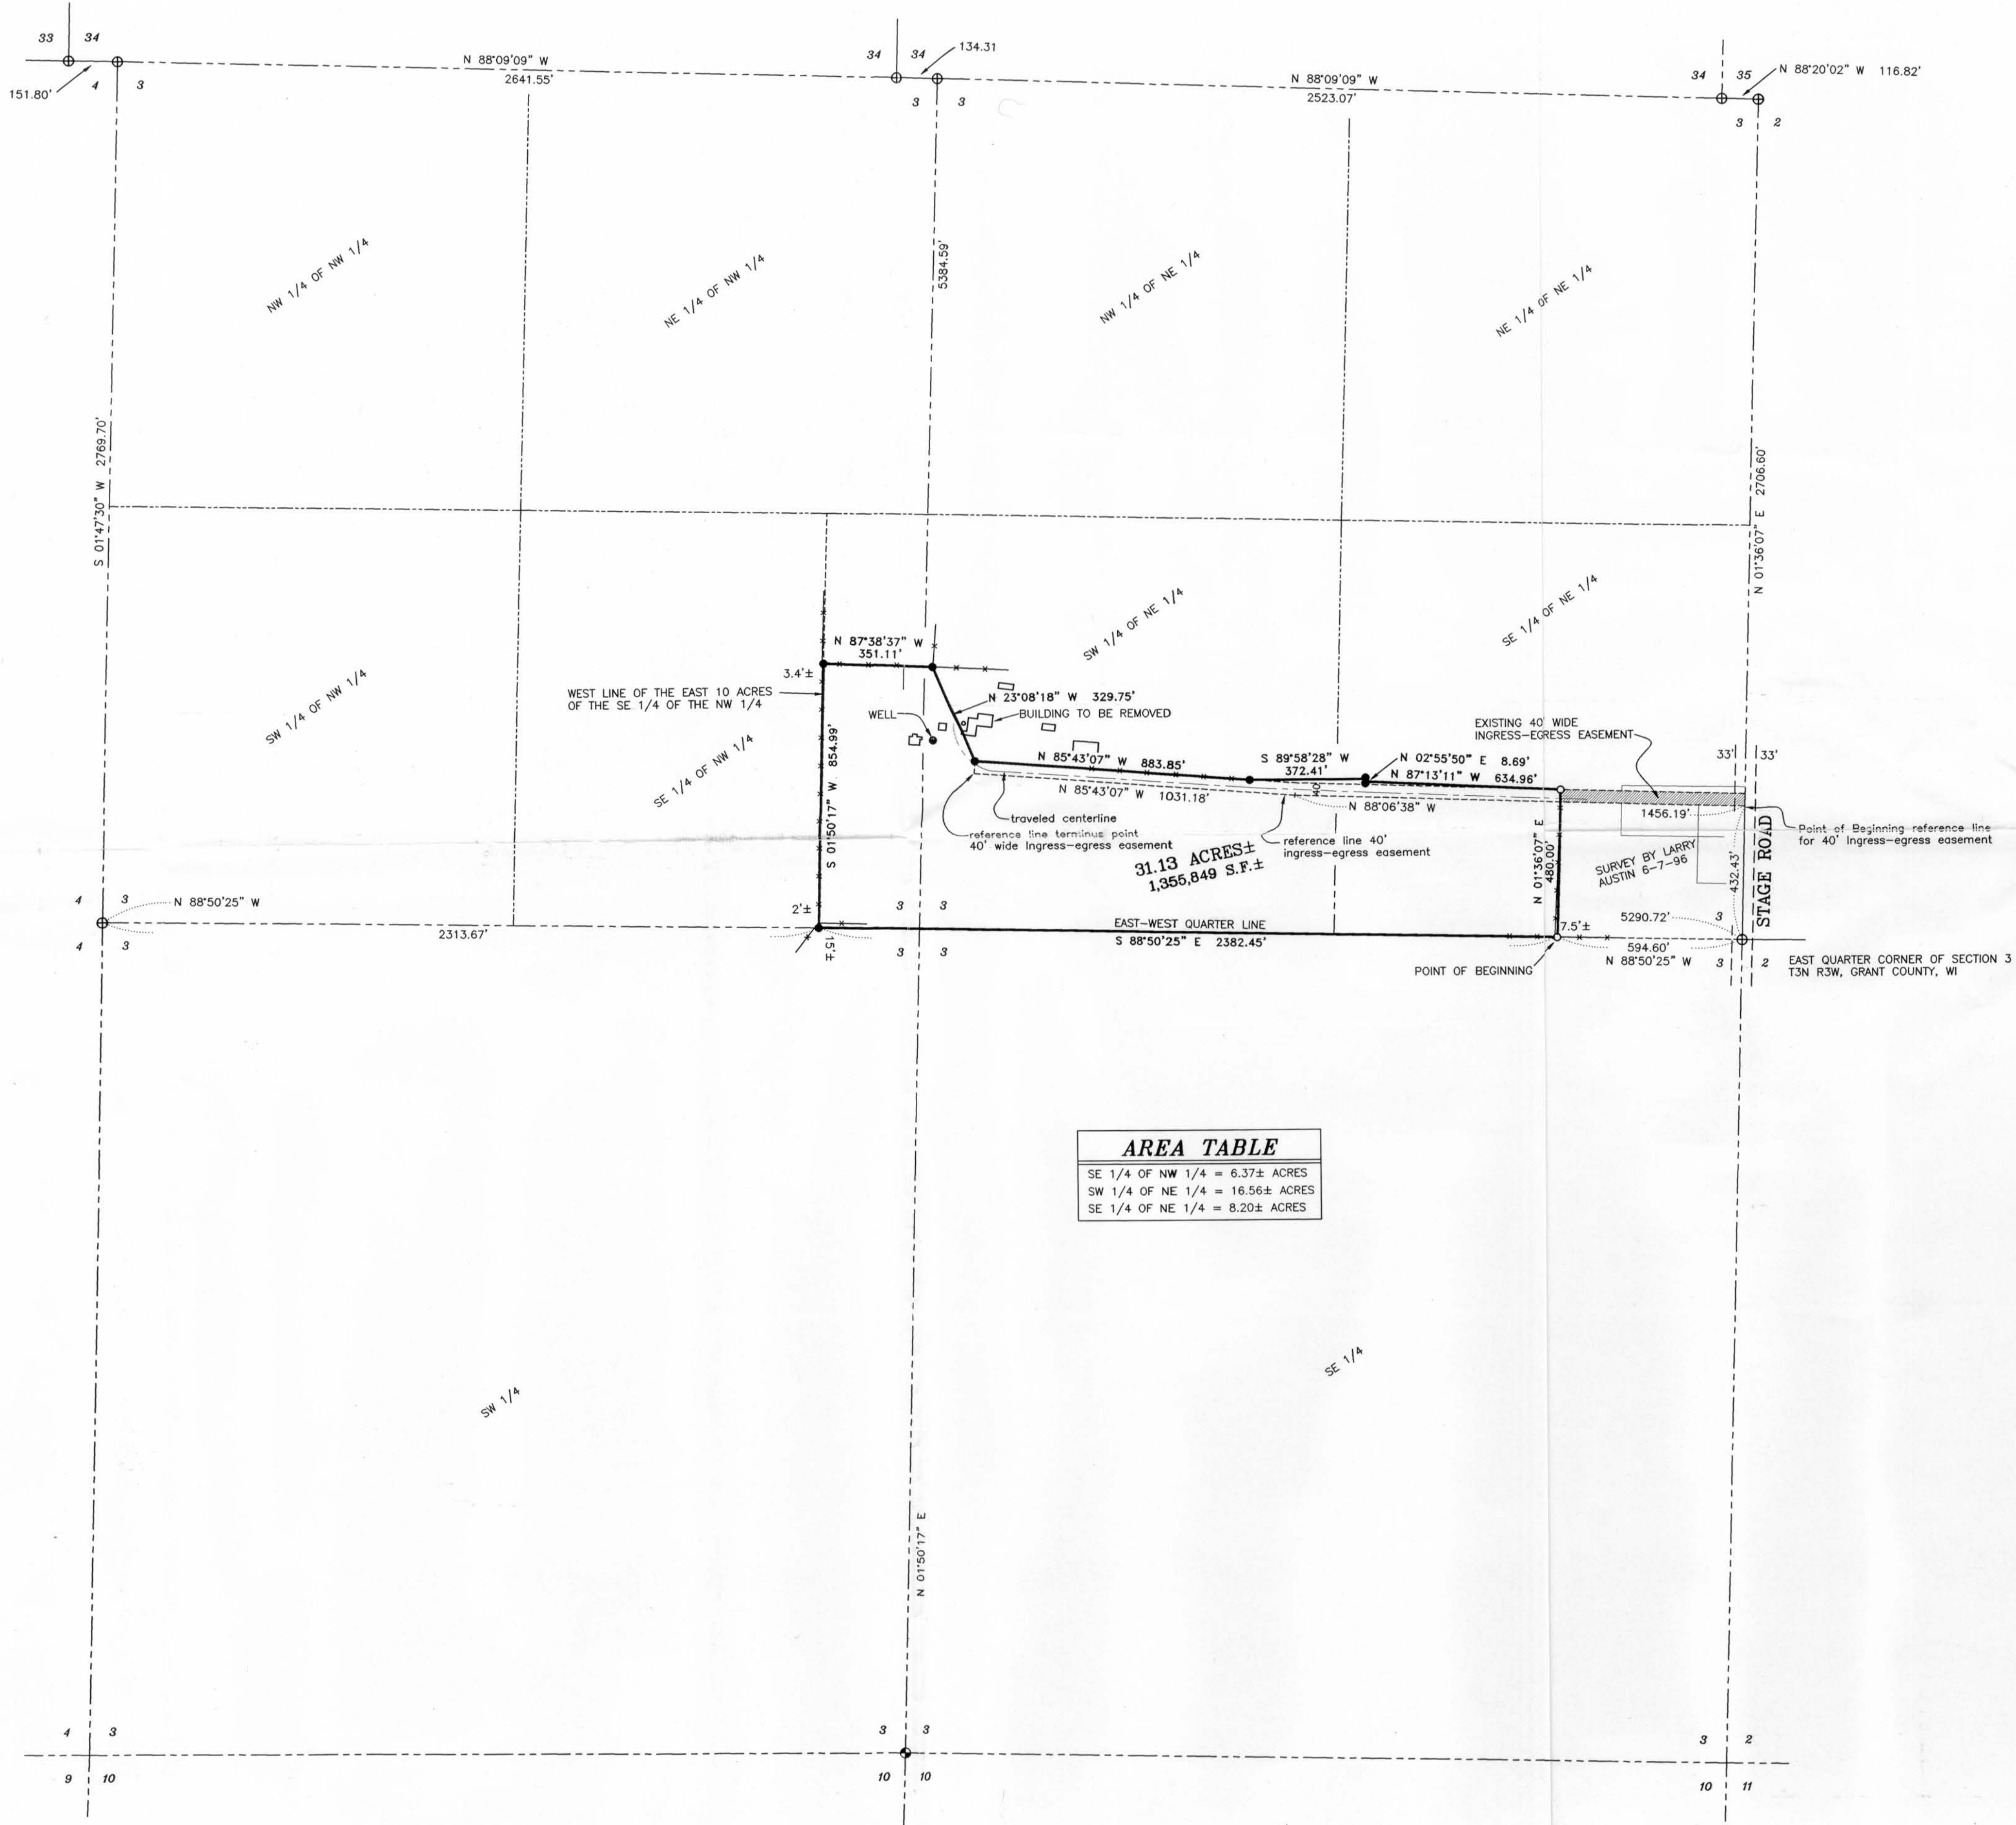 33 34
34 34
134.31
34 35
N 88°20'02" W 116.82'
N 88°09'09" W
2641.55'
N 88°09'09" W
2523.07'
151.80'
4 3
3 3
3 2
5384.59'
NW 1/4 OF NW 1/4
NE 1/4 OF NW 1/4
NW 1/4 OF NE 1/4
NE 1/4 OF NE 1/4
S 01°47'30" W 2769.70'
N 01°36'07" E 2706.60'
SW 1/4 OF NW 1/4
SE 1/4 OF NW 1/4
SW 1/4 OF NE 1/4
SE 1/4 OF NE 1/4
N 87°38'37" W
351.11'
3.4'±
WEST LINE OF THE EAST 10 ACRES
OF THE SE 1/4 OF THE NW 1/4
N 23°08'18" W 329.75'
WELL
BUILDING TO BE REMOVED
EXISTING 40' WIDE
INGRESS-EGRESS EASEMENT
33' 33'
S 01°50'17" W 854.99'
N 85°43'07" W 883.85'
S 89°58'28" W
372.41'
N 02°55'50" E 8.69'
N 87°13'11" W 634.96'
N 85°43'07" W 1031.18'
40'
N 88°06'38" W
1456.19'
traveled centerline
reference line terminus point
40' wide Ingress-egress easement
reference line 40'
ingress-egress easement
Point of Beginning reference line
for 40' Ingress-egress easement
31.13 ACRES±
1,355,849 S.F.±
N 01°36'07" E
480.00'
SURVEY BY LARRY
AUSTIN 6-7-96
432.43'
STAGE ROAD
4 3
N 88°50'25" W
4 3
2313.67'
2'±
15'±
3 3
EAST-WEST QUARTER LINE
S 88°50'25" E 2382.45'
3 3
7.5'±
5290.72'
3
594.60'
N 88°50'25" W
3 2
POINT OF BEGINNING
EAST QUARTER CORNER OF SECTION 3
T3N R3W, GRANT COUNTY, WI
AREA TABLE
SE 1/4 OF NW 1/4 = 6.37± ACRES
SW 1/4 OF NE 1/4 = 16.56± ACRES
SE 1/4 OF NE 1/4 = 8.20± ACRES
SW 1/4
SE 1/4
N 01°50'17" E
4 3
3 3
3 2
9 10
10 10
10 11